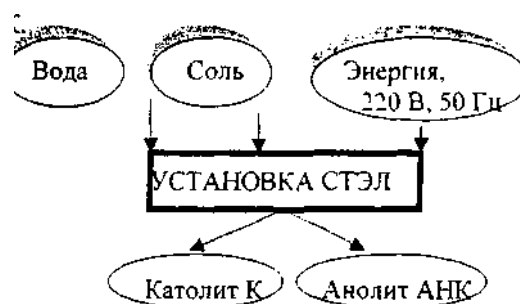 Вода
Соль
Энергия,
220 В, 50 Гц
УСТАНОВКА СТЭЛ
Католит К
Анолит АНК